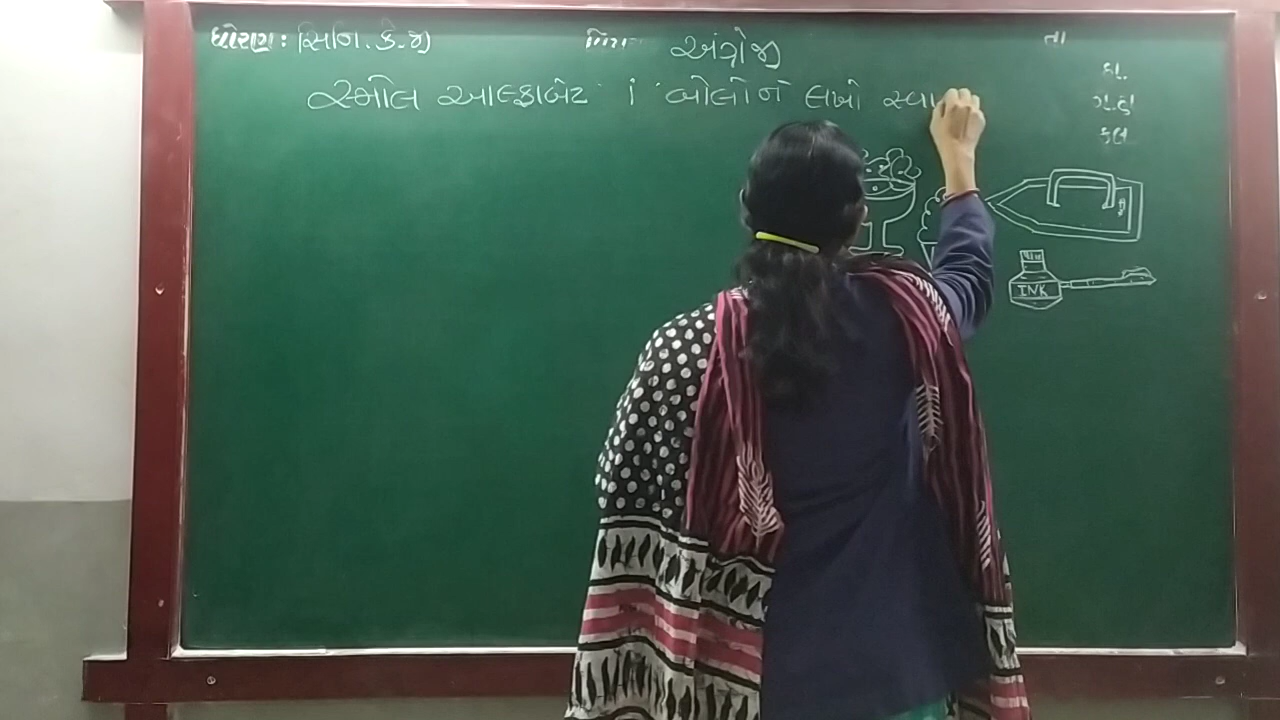 ધોરણ : સિનિ. કે. જી
અંગ્રેજી
તા
સ્મોલ આલ્ફાબેટ i બોલીને લખો
INK